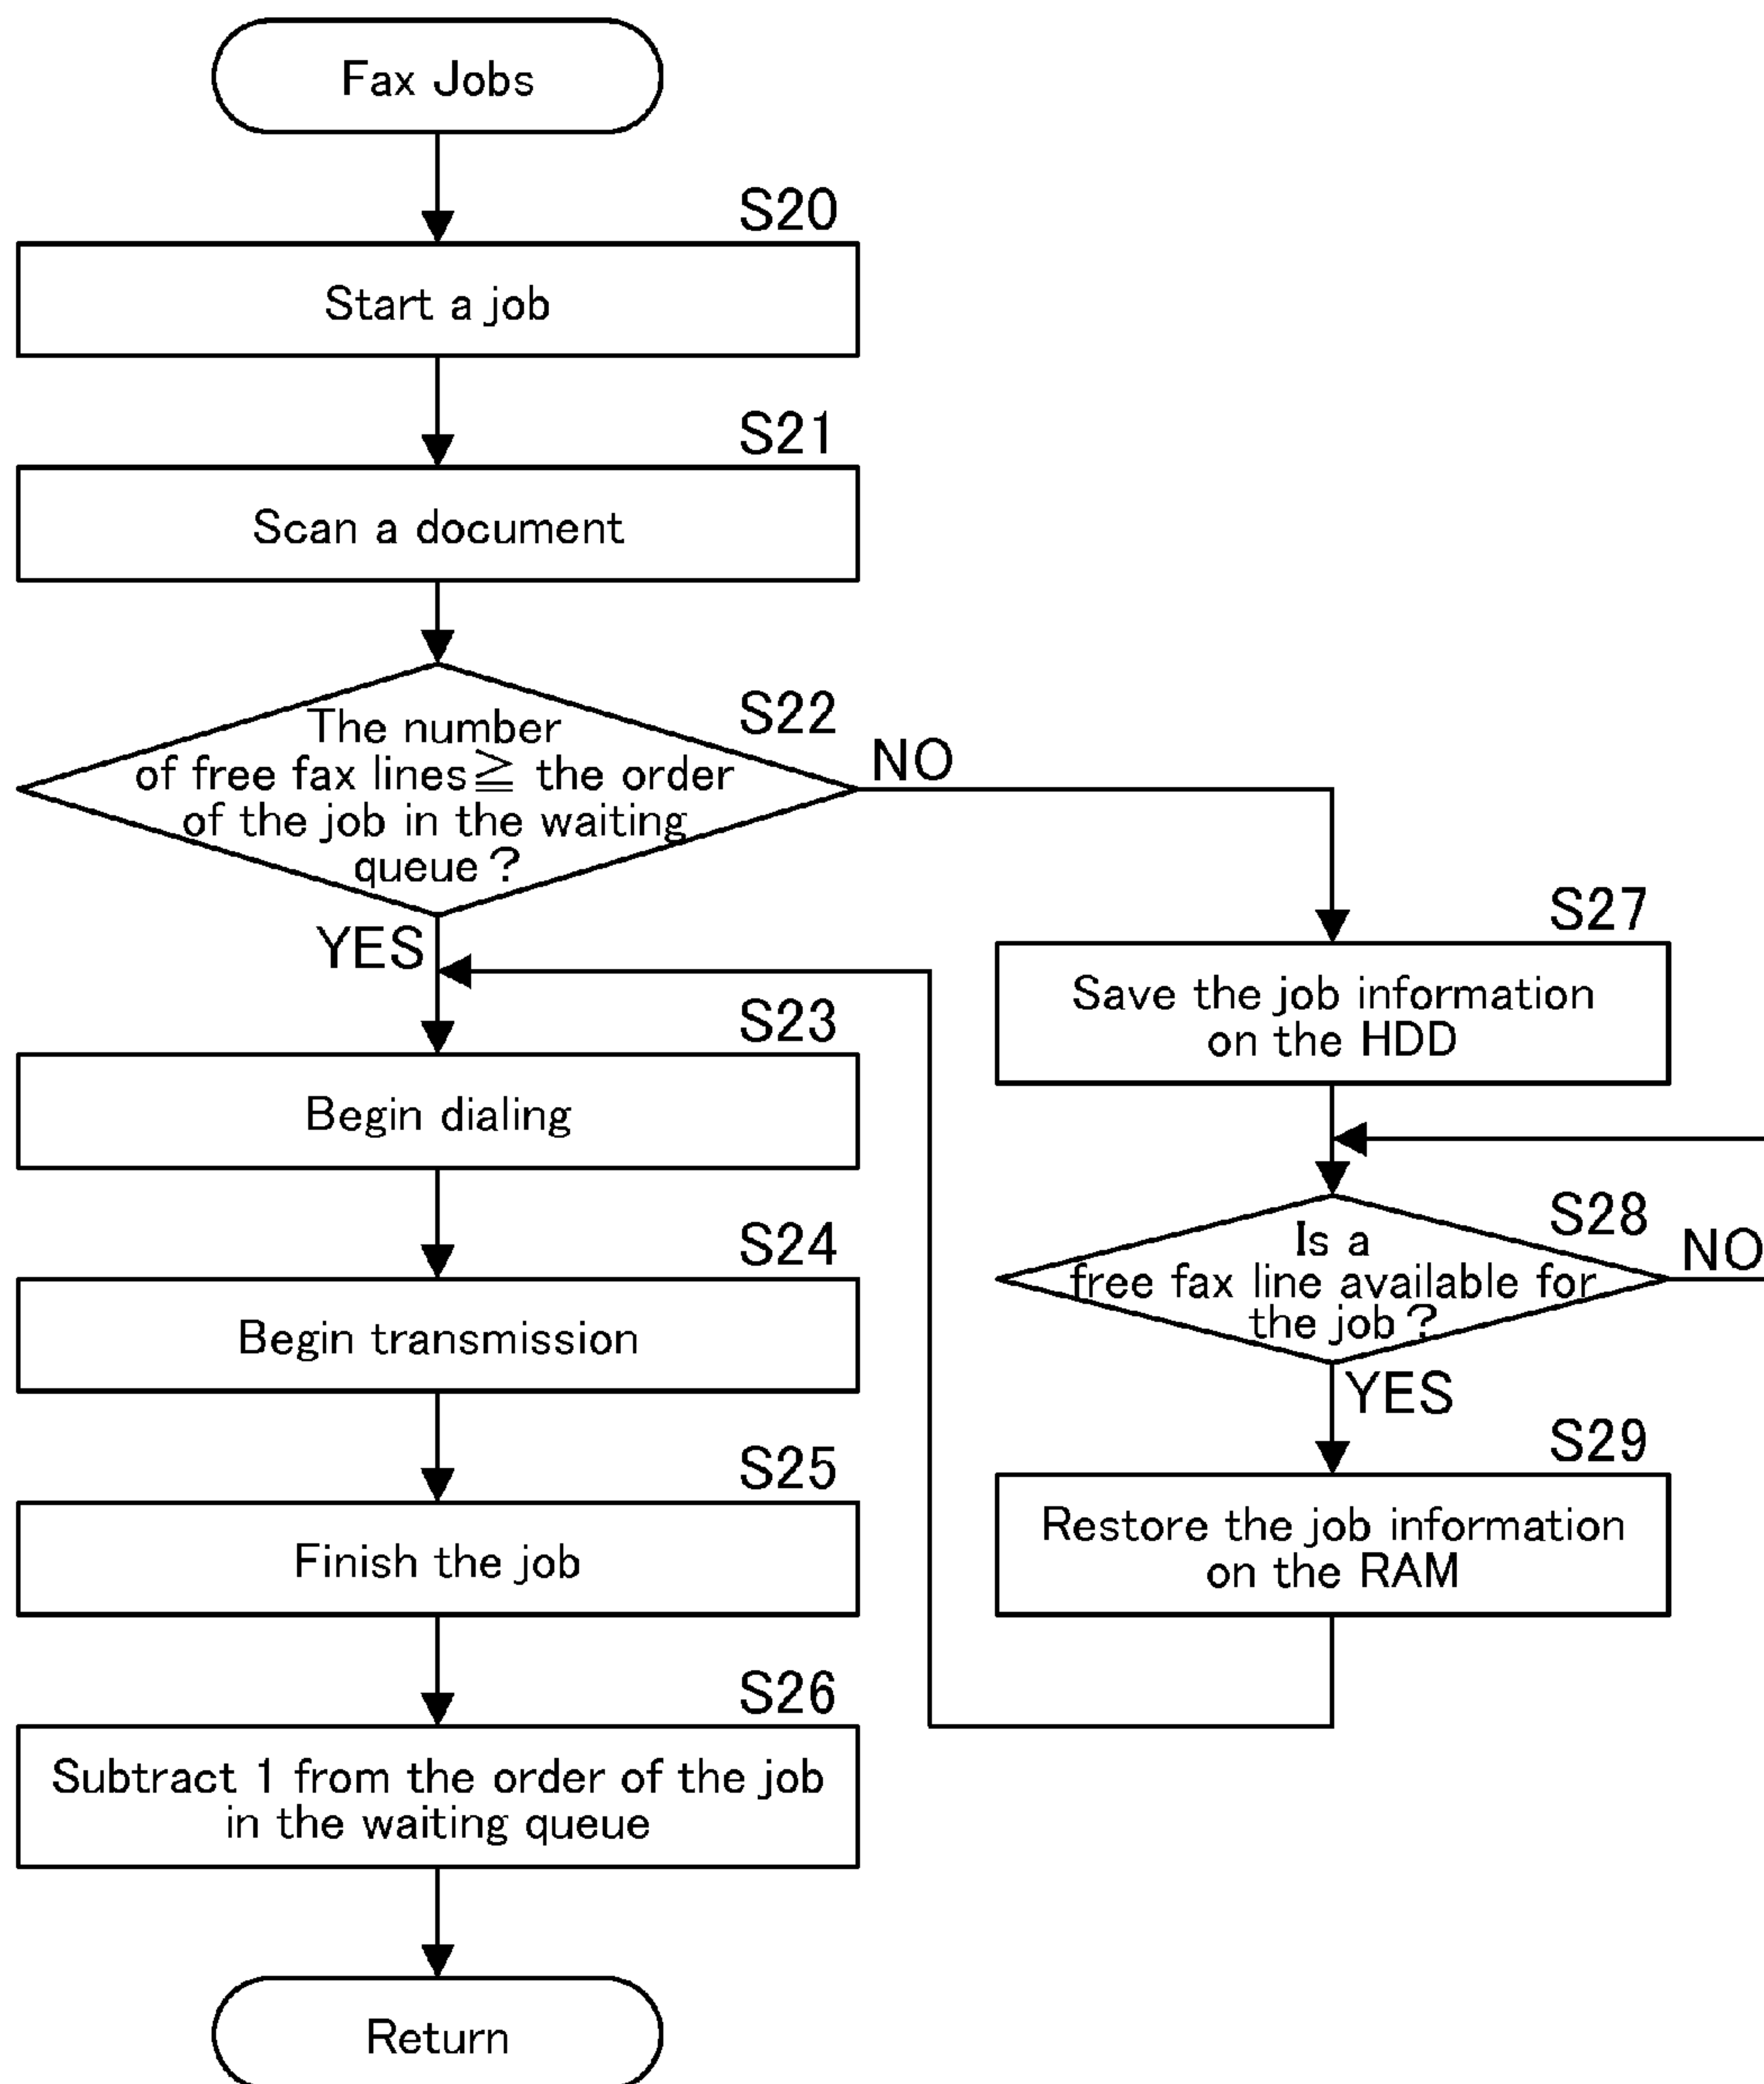 Fax Jobs
S20
Start a job
S21
Scan a document
S22
The number
of free fax lines≧ the order
of the job in the waiting
queue?
NO
YES
S23
Begin dialing
S24
Begin transmission
S25
Finish the job
S26
Subtract 1 from the order of the job
in the waiting queue
Return
S27
Save the job information
on the HDD
S28
Is a
free fax line available for
the job?
NO
YES
S29
Restore the job information
on the RAM